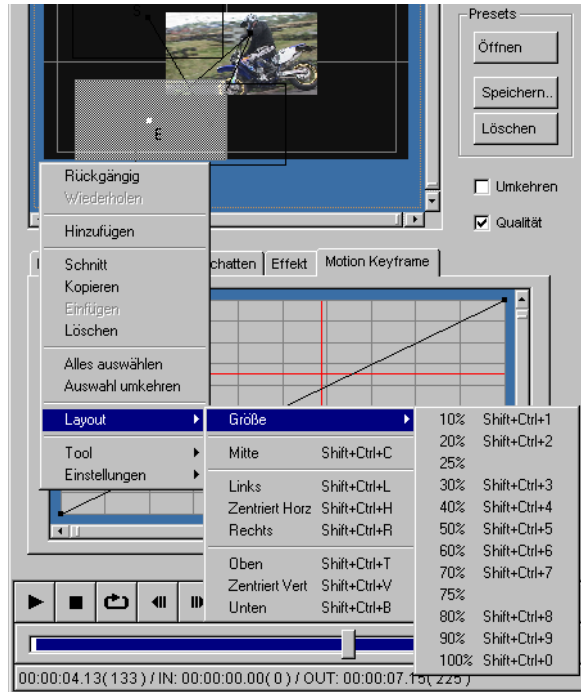 S
E
Presets
Öffnen
Speichern..
Löschen
Umkehren
Qualität
Rückgängig
Wiederholen
Hinzufügen
Schnitt
Kopieren
Einfügen
Löschen
Alles auswählen
Auswahl umkehren
Layout
Tool
Einstellungen
chatten
Effekt
Motion Keyframe
Größe
Mitte Shift+Ctrl+C
Links Shift+Ctrl+L
Zentriert Horz Shift+Ctrl+H
Rechts Shift+Ctrl+R
Oben Shift+Ctrl+T
Zentriert Vert Shift+Ctrl+V
Unten Shift+Ctrl+B
10% Shift+Ctrl+1
20% Shift+Ctrl+2
25%
30% Shift+Ctrl+3
40% Shift+Ctrl+4
50% Shift+Ctrl+5
60% Shift+Ctrl+6
70% Shift+Ctrl+7
75%
80% Shift+Ctrl+8
90% Shift+Ctrl+9
100% Shift+Ctrl+0
00:00:04.13( 133 ) / IN: 00:00:00.00( 0 ) / OUT: 00:00:07.15( 225 )